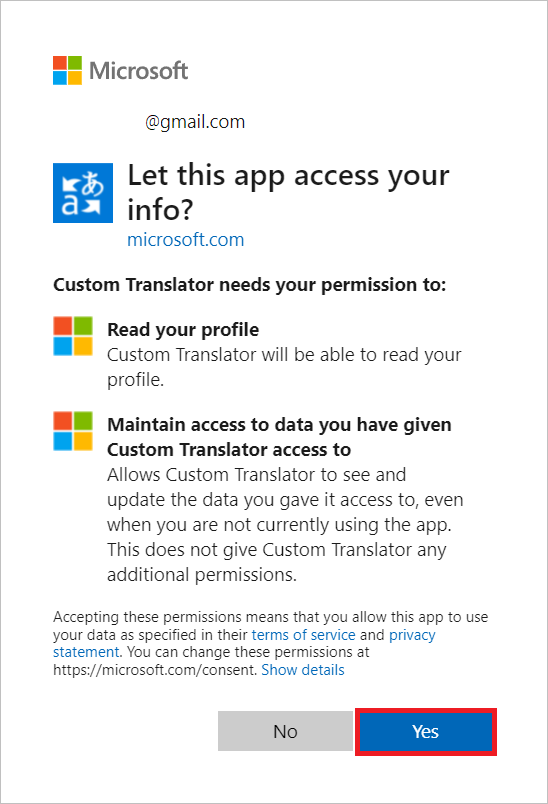 Microsoft
@gmail.com
aあ
Let this app access your
info?
microsoft.com
Custom Translator needs your permission to:
Read your profile
Custom Translator will be able to read your
profile.
Maintain access to data you have given
Custom Translator access to
Allows Custom Translator to see and
update the data you gave it access to, even
when you are not currently using the app.
This does not give Custom Translator any
additional permissions.
Accepting these permissions means that you allow this app to use
your data as specified in their terms of service and privacy
statement. You can change these permissions at
https://microsoft.com/consent. Show details
No
Yes